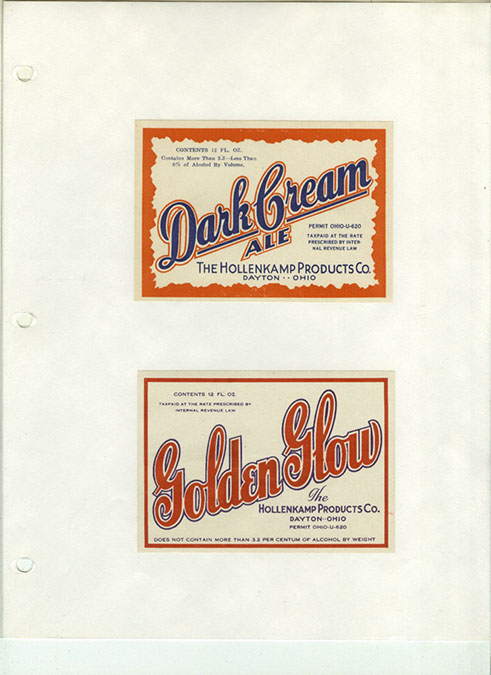 CONTENTS 12 FL. OZ.
Contains More Than 3.2—Less Than
6% of Alcohol By Volume.
Dark Cream
ALE
PERMIT OHIO-U-620
TAXPAID AT THE RATE
PRESCRIBED BY INTER-
NAL REVENUE LAW
THE HOLLENKAMP PRODUCTS CO.
DAYTON - - OHIO
CONTENTS 12 FL. OZ.
TAXPAID AT THE RATE PRESCRIBED BY
INTERNAL REVENUE LAW
Golden Glow
The
HOLLENKAMP PRODUCTS CO.
DAYTON--OHIO
PERMIT OHIO-U-620
DOES NOT CONTAIN MORE THAN 3.2 PER CENTUM OF ALCOHOL BY WEIGHT